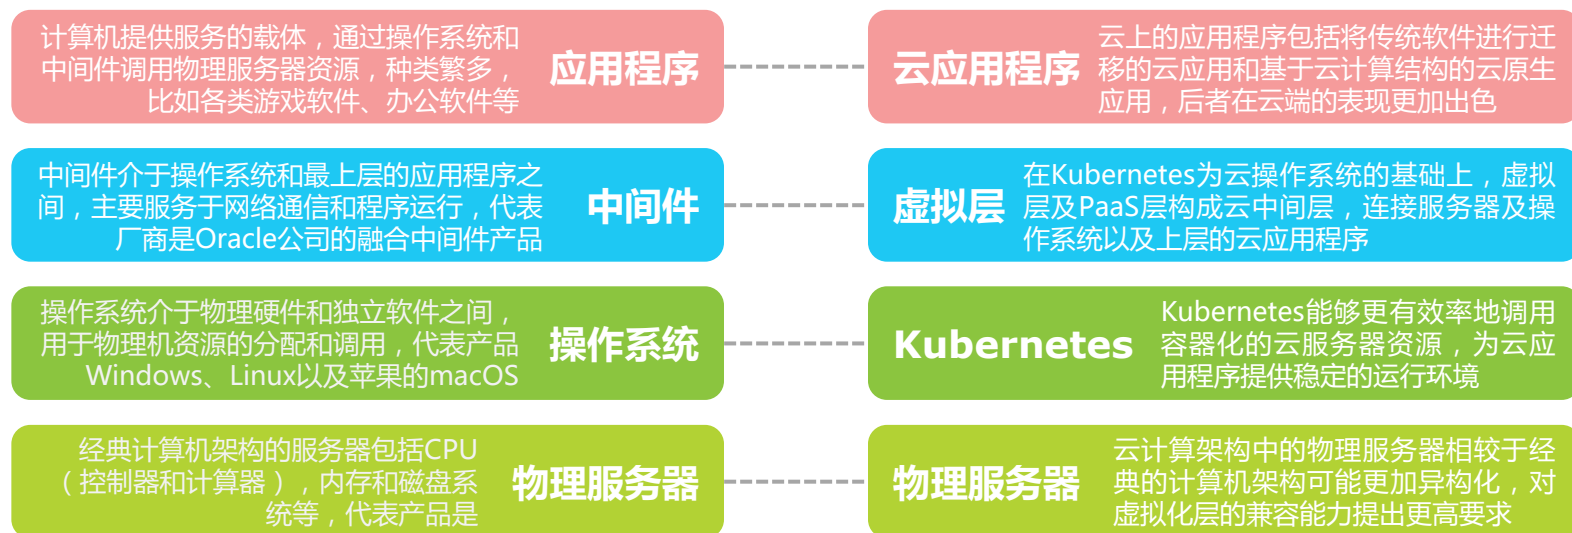 计算机提供服务的载体，通过操作系统和
中间件调用物理服务器资源，种类繁多，
比如各类游戏软件、办公软件等
应用程序
云应用程序
云上的应用程序包括将传统软件进行迁
移的云应用和基于云计算结构的云原生
应用，后者在云端的表现更加出色
中间件介于操作系统和最上层的应用程序之
间，主要服务于网络通信和程序运行，代表
厂商是Oracle公司的融合中间件产品
中间件
虚拟层
在Kubernetes为云操作系统的基础上，虚拟
层及PaaS层构成云中间层，连接服务器及操
作系统以及上层的云应用程序
操作系统介于物理硬件和独立软件之间，
用于物理机资源的分配和调用，代表产品
Windows、Linux以及苹果的macOS
操作系统
Kubernetes
Kubernetes能够更有效率地调用
容器化的云服务器资源，为云应
用程序提供稳定的运行环境
经典计算机架构的服务器包括CPU
（控制器和计算器），内存和磁盘系
统等，代表产品是
物理服务器
物理服务器
云计算架构中的物理服务器相较于经
典的计算机架构可能更加异构化，对
虚拟化层的兼容能力提出更高要求